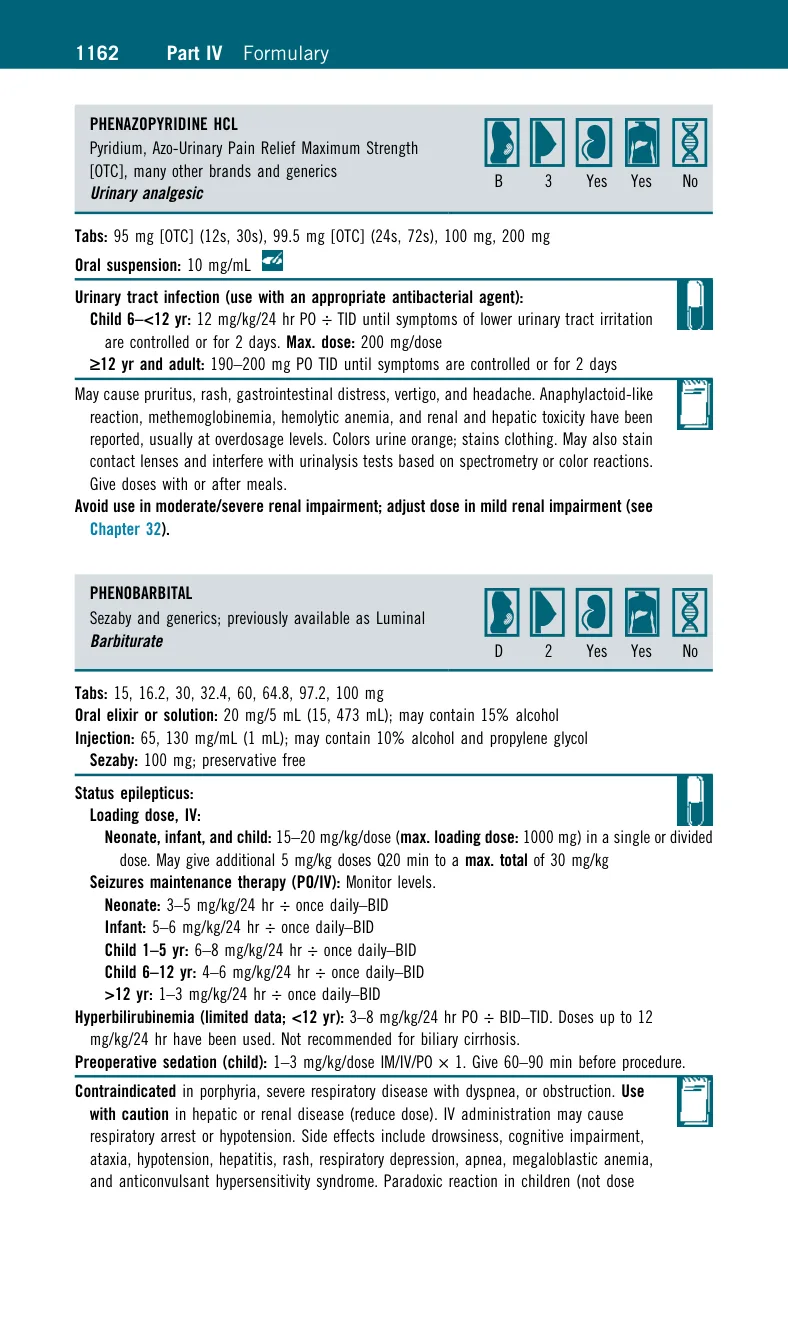 1162 Part IV Formulary
PHENAZOPYRIDINE HCL
Pyridium, Azo-Urinary Pain Relief Maximum Strength
[OTC], many other brands and generics
Urinary analgesic
B 3 Yes Yes No
Tabs: 95 mg [OTC] (12s, 30s), 99.5 mg [OTC] (24s, 72s), 100 mg, 200 mg
Oral suspension: 10 mg/mL
Urinary tract infection (use with an appropriate antibacterial agent):
Child 6–<12 yr: 12 mg/kg/24 hr PO ÷ TID until symptoms of lower urinary tract irritation
are controlled or for 2 days. Max. dose: 200 mg/dose
≥12 yr and adult: 190–200 mg PO TID until symptoms are controlled or for 2 days
May cause pruritus, rash, gastrointestinal distress, vertigo, and headache. Anaphylactoid-like
reaction, methemoglobinemia, hemolytic anemia, and renal and hepatic toxicity have been
reported, usually at overdosage levels. Colors urine orange; stains clothing. May also stain
contact lenses and interfere with urinalysis tests based on spectrometry or color reactions.
Give doses with or after meals.
Avoid use in moderate/severe renal impairment; adjust dose in mild renal impairment (see
Chapter 32).
PHENOBARBITAL
Sezaby and generics; previously available as Luminal
Barbiturate
D 2 Yes Yes No
Tabs: 15, 16.2, 30, 32.4, 60, 64.8, 97.2, 100 mg
Oral elixir or solution: 20 mg/5 mL (15, 473 mL); may contain 15% alcohol
Injection: 65, 130 mg/mL (1 mL); may contain 10% alcohol and propylene glycol
Sezaby: 100 mg; preservative free
Status epilepticus:
Loading dose, IV:
Neonate, infant, and child: 15–20 mg/kg/dose (max. loading dose: 1000 mg) in a single or divided
dose. May give additional 5 mg/kg doses Q20 min to a max. total of 30 mg/kg
Seizures maintenance therapy (PO/IV): Monitor levels.
Neonate: 3–5 mg/kg/24 hr ÷ once daily–BID
Infant: 5–6 mg/kg/24 hr ÷ once daily–BID
Child 1–5 yr: 6–8 mg/kg/24 hr ÷ once daily–BID
Child 6–12 yr: 4–6 mg/kg/24 hr ÷ once daily–BID
>12 yr: 1–3 mg/kg/24 hr ÷ once daily–BID
Hyperbilirubinemia (limited data; <12 yr): 3–8 mg/kg/24 hr PO ÷ BID–TID. Doses up to 12
mg/kg/24 hr have been used. Not recommended for biliary cirrhosis.
Preoperative sedation (child): 1–3 mg/kg/dose IM/IV/PO × 1. Give 60–90 min before procedure.
Contraindicated in porphyria, severe respiratory disease with dyspnea, or obstruction. Use
with caution in hepatic or renal disease (reduce dose). IV administration may cause
respiratory arrest or hypotension. Side effects include drowsiness, cognitive impairment,
ataxia, hypotension, hepatitis, rash, respiratory depression, apnea, megaloblastic anemia,
and anticonvulsant hypersensitivity syndrome. Paradoxic reaction in children (not dose